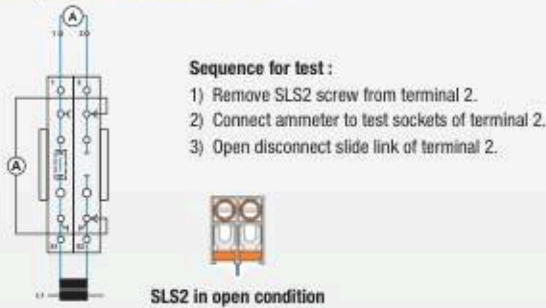 A
Sequence for test :
1) Remove SLS2 screw from terminal 2.
2) Connect ammeter to test sockets of terminal 2.
3) Open disconnect slide link of terminal 2.
A
SLS2 in open condition